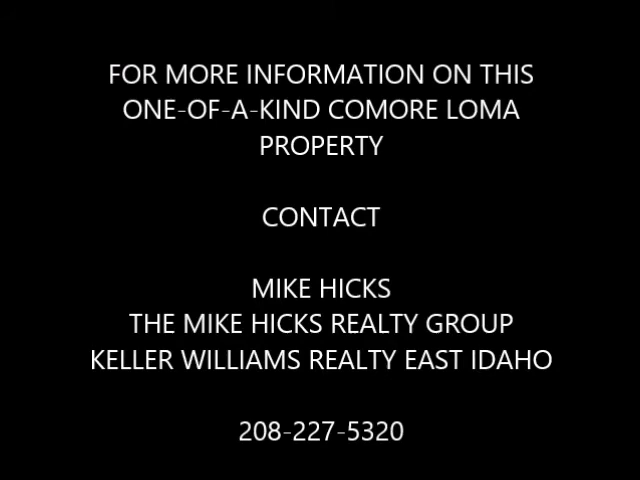 FOR MORE INFORMATION ON THIS
ONE-OF-A-KIND COMORE LOMA
PROPERTY
CONTACT
MIKE HICKS
THE MIKE HICKS REALTY GROUP
KELLER WILLIAMS REALTY EAST IDAHO
208-227-5320